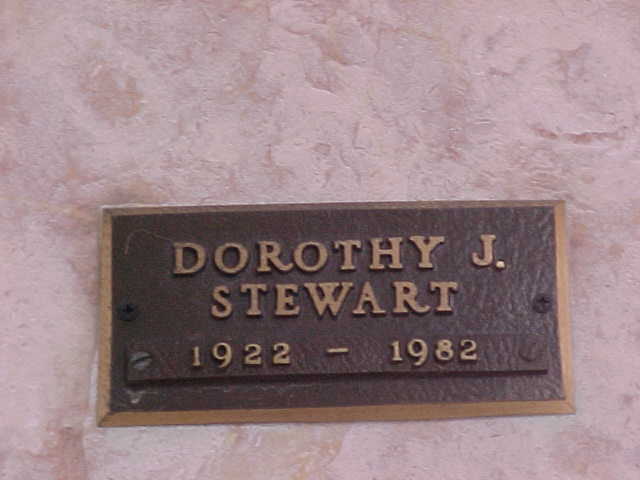 DOROTHY J.
STEWART
1922 – 1982